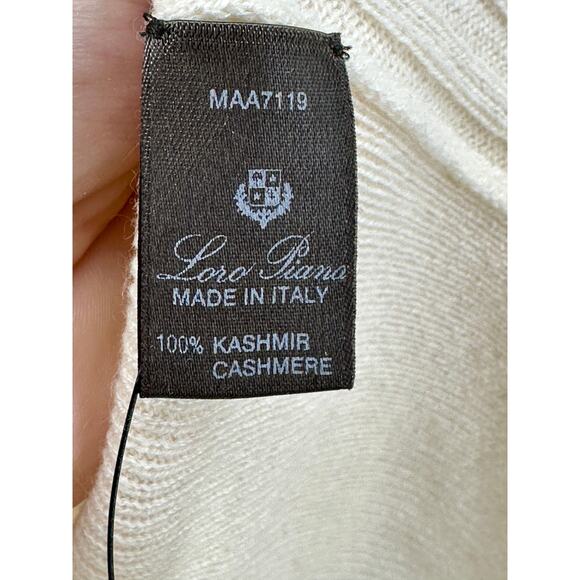 MAA7119
Loro Piana
MADE IN ITALY
100% KASHMIR
CASHMERE